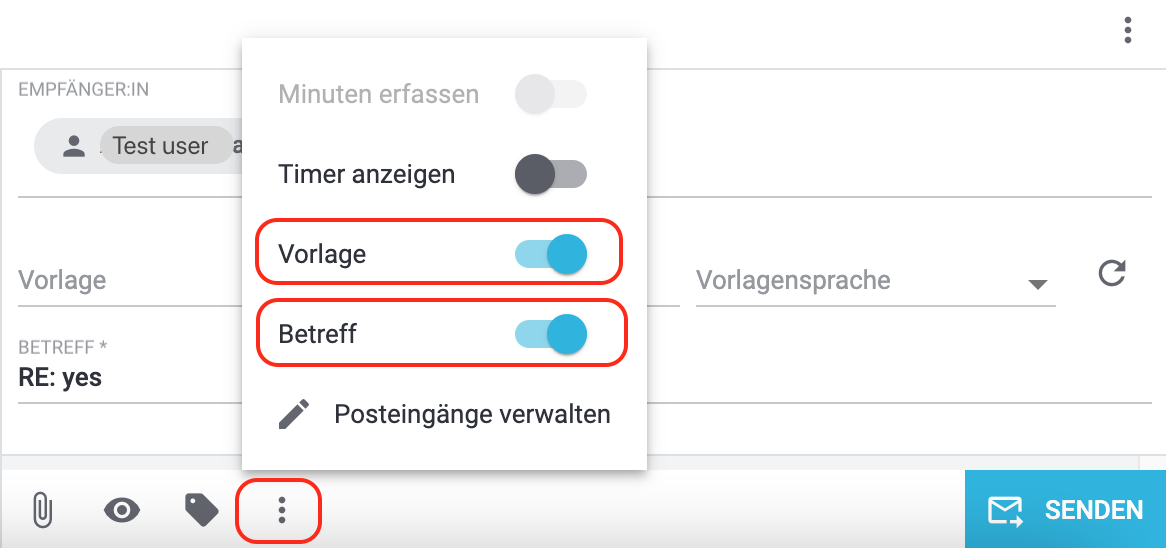 EMPFÄNGER:IN
Test user
Minuten erfassen
Timer anzeigen
Vorlage
Betreff
Posteingänge verwalten
Vorlage
Vorlagensprache
BETREFF *
RE: yes
SENDEN